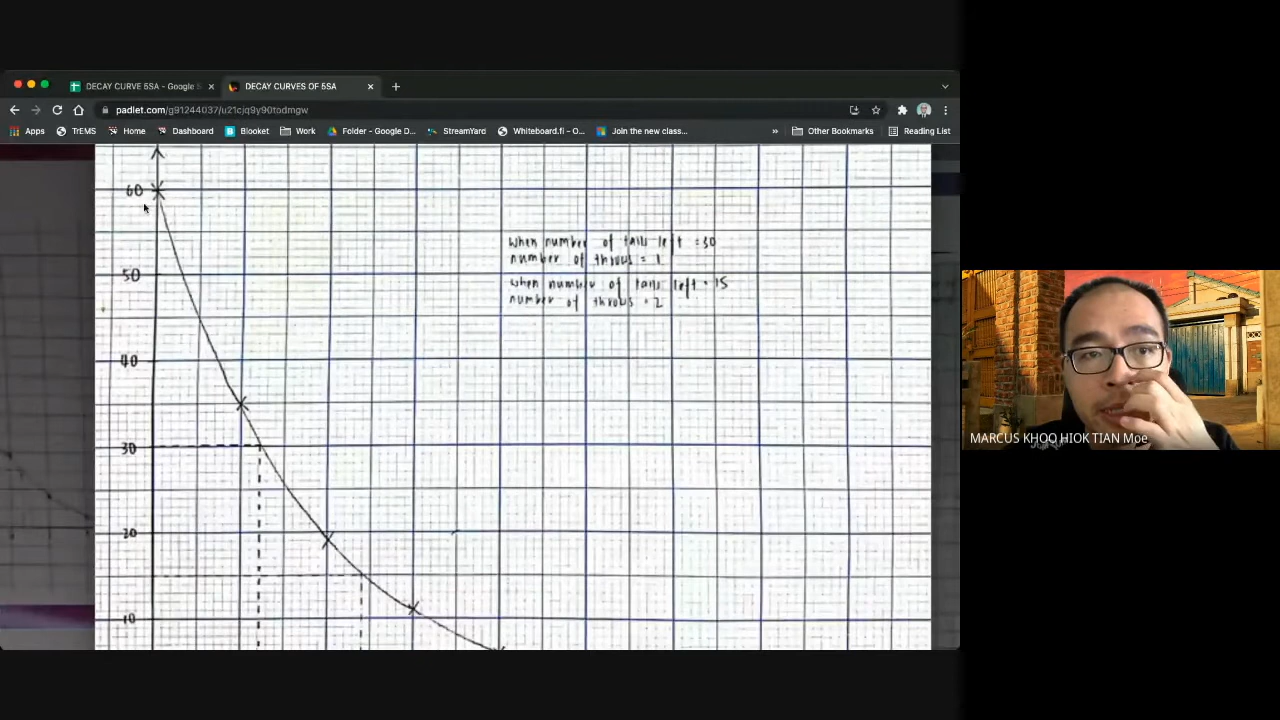 DECAY CURVE 5SA - Google S
DECAY CURVES OF 5SA
padlet.com/g91244037/u21cjq9y90todmgw
Apps
TrEMS
Home
Dashboard
Blooket
Work
Folder - Google D...
StreamYard
Whiteboard.fi - O...
Join the new class...
»
Other Bookmarks
Reading List
60
50
40
30
20
10
when number of tails left = 30
number of throws = 1
when number of tails left = 15
number of throws = 2
MARCUS KHOO HIOK TIAN Moe